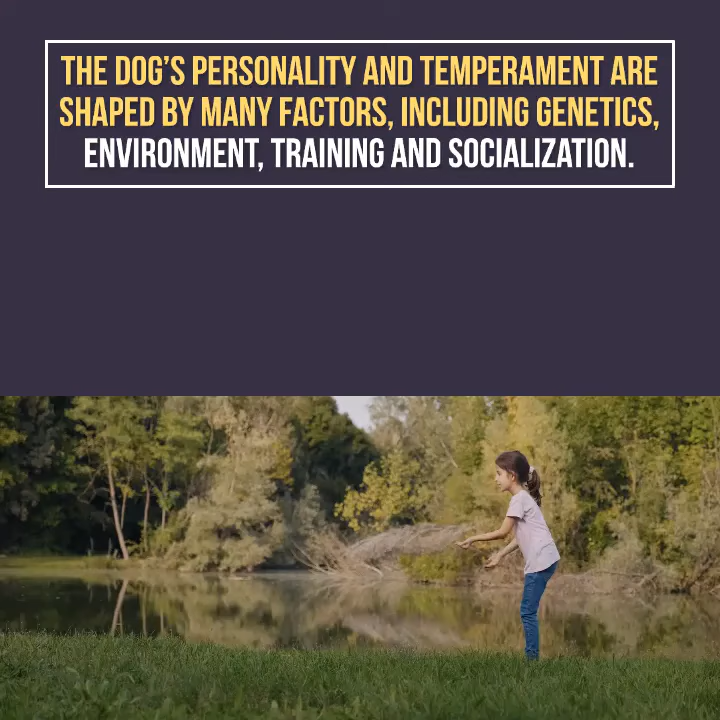 THE DOG'S PERSONALITY AND TEMPERAMENT ARE
SHAPED BY MANY FACTORS, INCLUDING GENETICS,
ENVIRONMENT, TRAINING AND SOCIALIZATION.